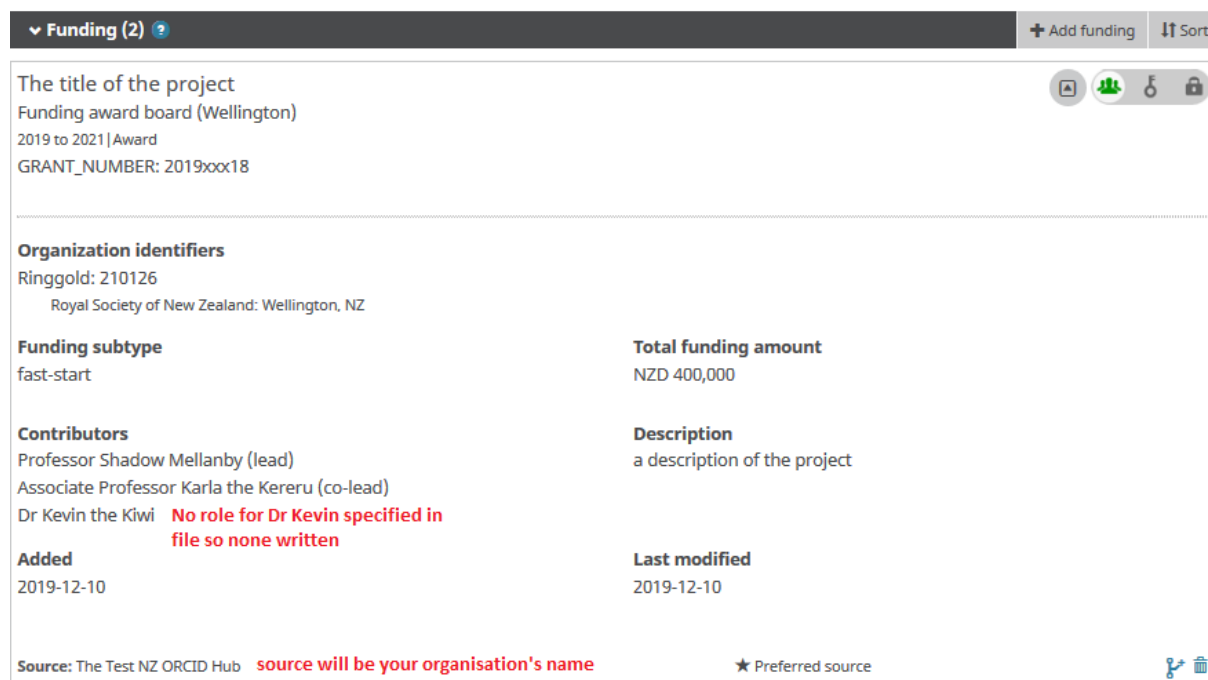 Funding (2) ?
Add funding
Sort
The title of the project
Funding award board (Wellington)
2019 to 2021|Award
GRANT_NUMBER: 2019xxx18
Organization identifiers
Ringgold: 210126
Royal Society of New Zealand: Wellington, NZ
Funding subtype
Total funding amount
fast-start
NZD 400,000
Contributors
Description
Professor Shadow Mellanby (lead)
a description of the project
Associate Professor Karla the Kereru (co-lead)
Dr Kevin the Kiwi No role for Dr Kevin specified in
file so none written
Added
Last modified
2019-12-10
2019-12-10
Source: The Test NZ ORCID Hub source will be your organisation's name
Preferred source